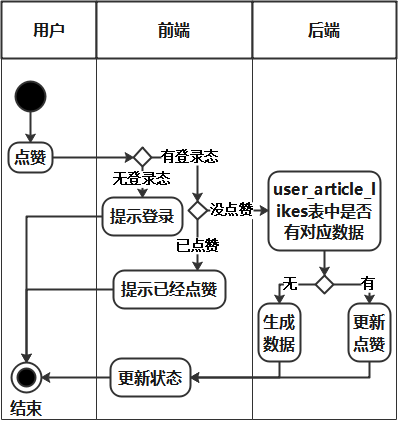 用户
前端
后端
点赞
有登录态
无登录态
user_article_l
ikes表中是否
有对应数据
没点赞
提示登录
已点赞
提示已经点赞
无
有
生成
数据
更新
点赞
更新状态
结束